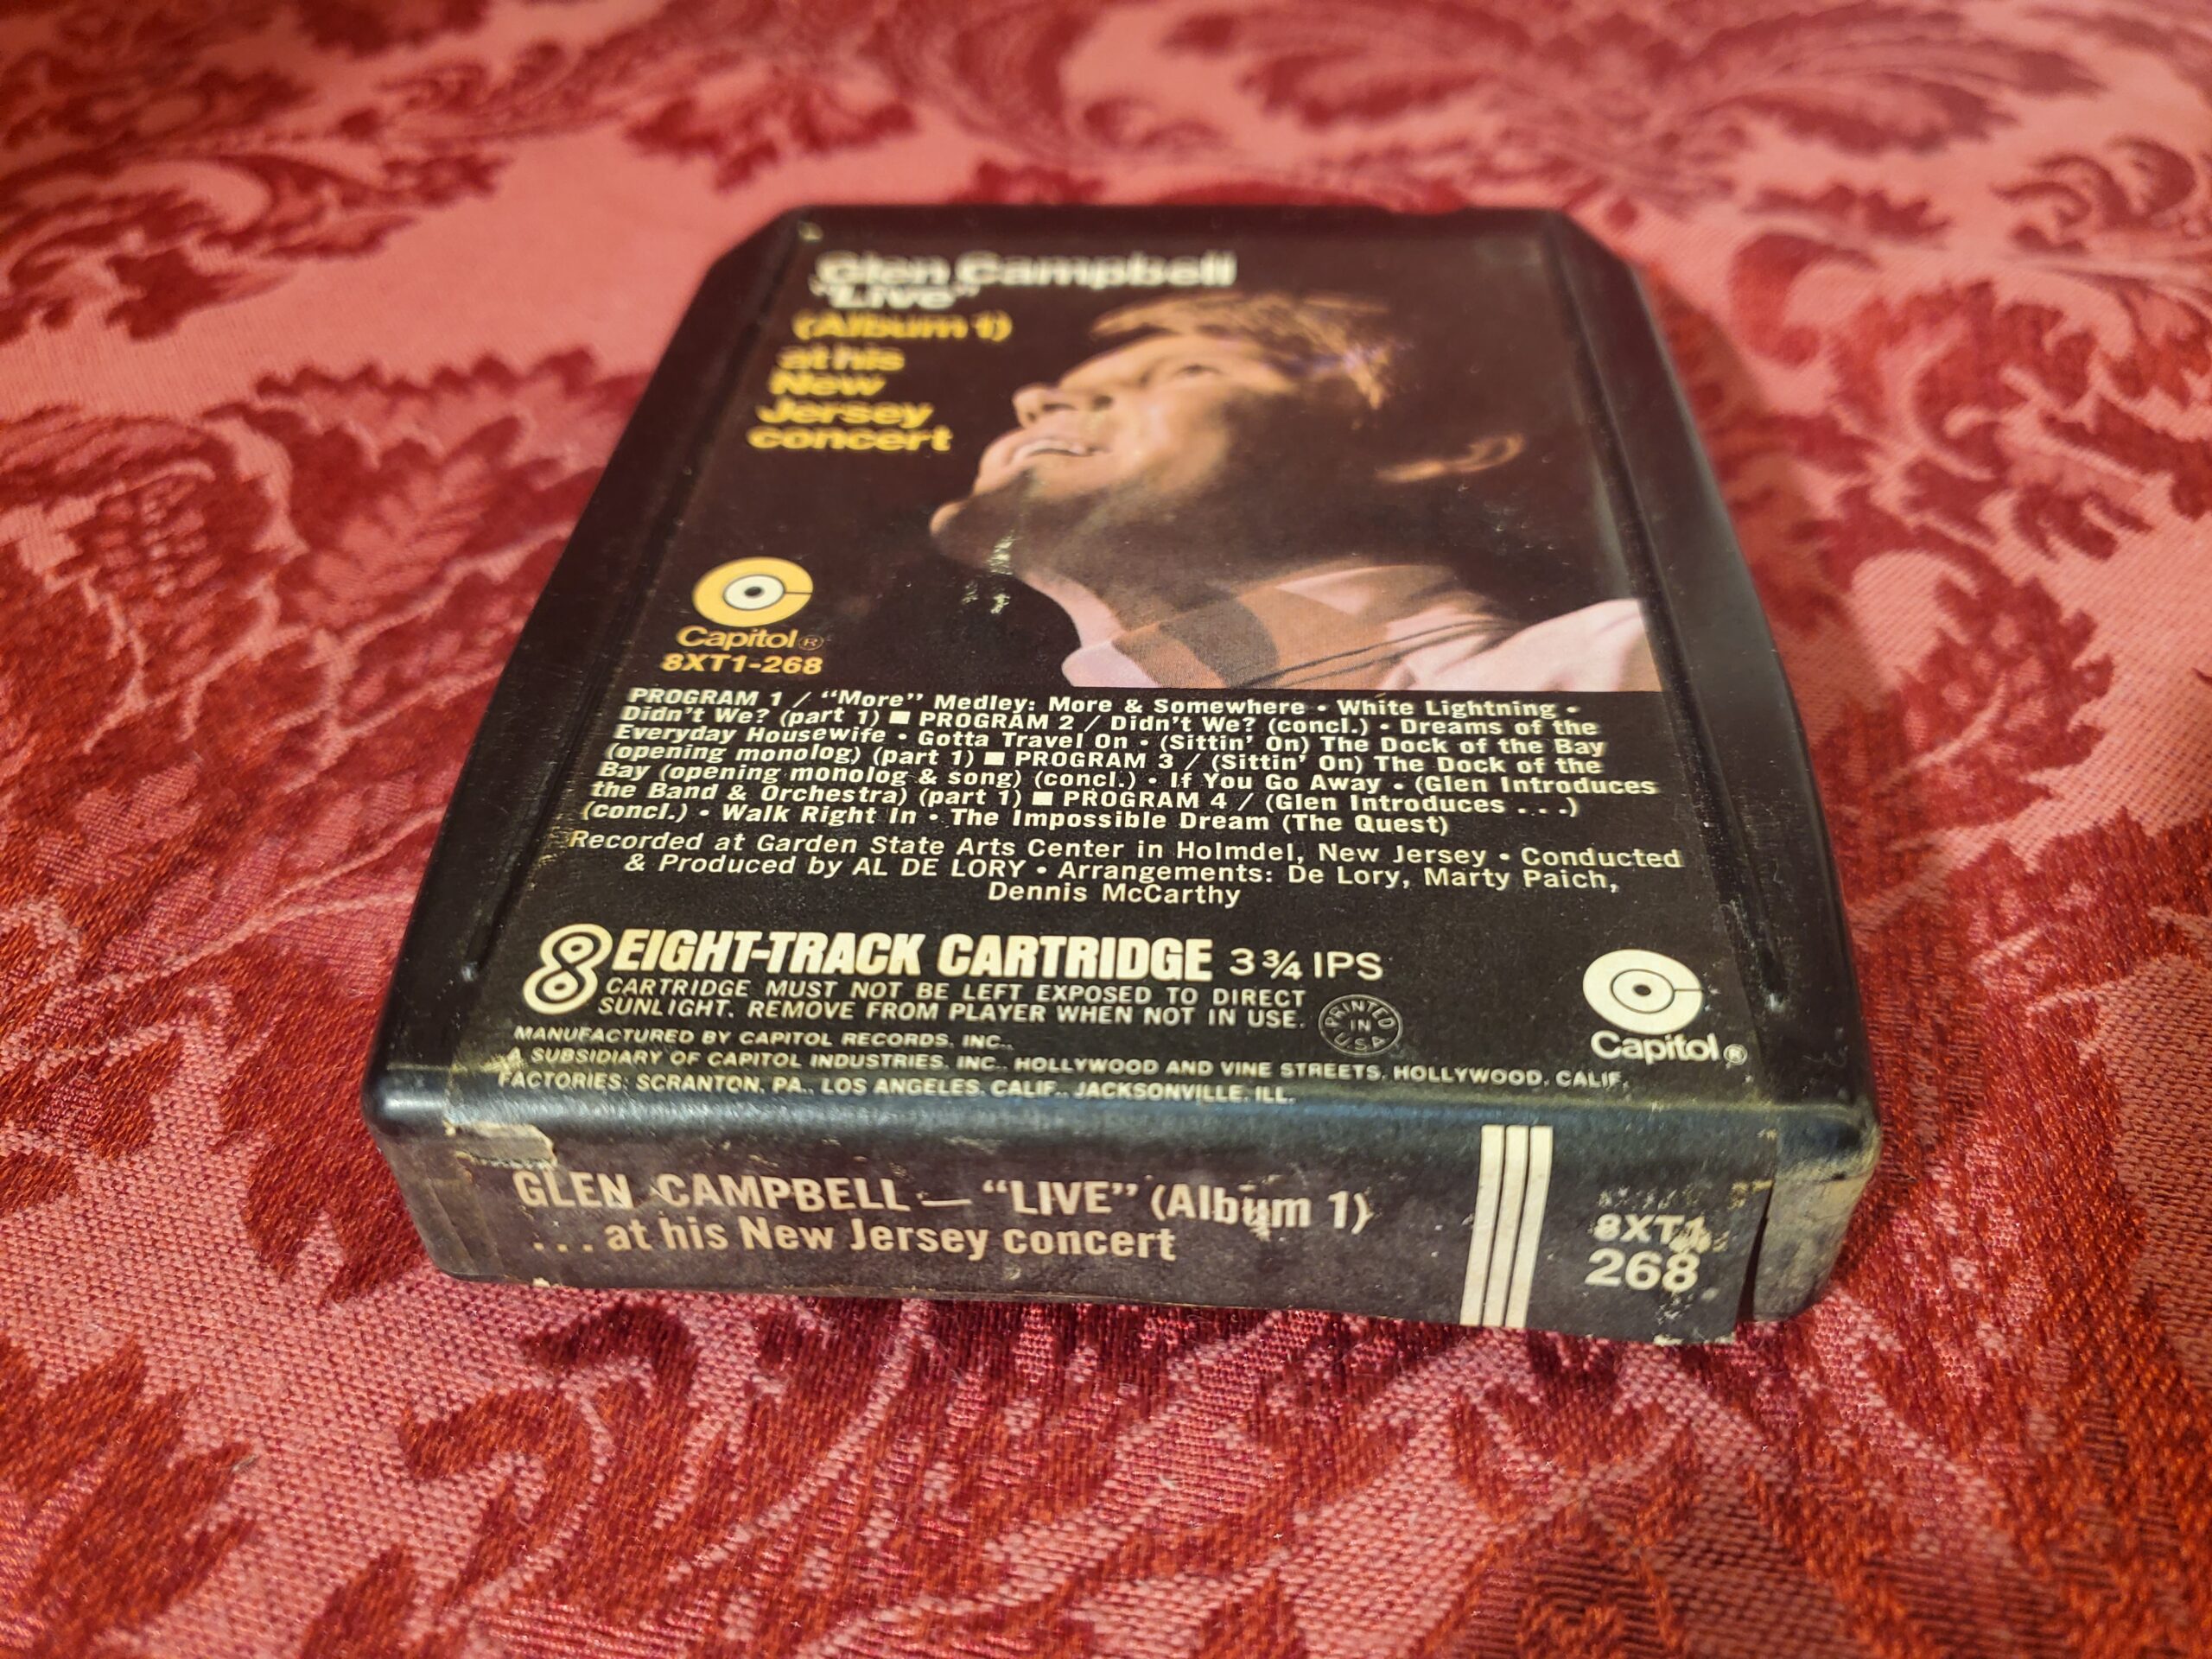 Glen Campbell
"Live"
(Album 1)
at his
New
Jersey
concert
Capitol®
8XT1-268
PROGRAM 1 / “More” Medley: More & Somewhere • White Lightning •
Didn't We? (part 1) ■ PROGRAM 2 / Didn't We? (concl.) • Dreams of the
Everyday Housewife • Gotta Travel On • (Sittin' On) The Dock of the Bay
(opening monolog) (part 1) ■ PROGRAM 3 / (Sittin' On) The Dock of the
Bay (opening monolog & song) (concl.) • If You Go Away • (Glen Introduces
the Band & Orchestra) (part 1) ■ PROGRAM 4 / (Glen Introduces . . .)
(concl.) • Walk Right In • The Impossible Dream (The Quest)
Recorded at Garden State Arts Center in Holmdel, New Jersey • Conducted
& Produced by AL DE LORY • Arrangements: De Lory, Marty Paich,
Dennis McCarthy
8 EIGHT-TRACK CARTRIDGE 3 ¾ IPS
CARTRIDGE MUST NOT BE LEFT EXPOSED TO DIRECT
SUNLIGHT. REMOVE FROM PLAYER WHEN NOT IN USE.
PRINTED
IN
U.S.A.
Capitol®
MANUFACTURED BY CAPITOL RECORDS, INC.,
A SUBSIDIARY OF CAPITOL INDUSTRIES, INC., HOLLYWOOD AND VINE STREETS, HOLLYWOOD, CALIF.
FACTORIES: SCRANTON, PA., LOS ANGELES, CALIF., JACKSONVILLE, ILL.
GLEN CAMPBELL — “LIVE” (Album 1)
. . . at his New Jersey concert
8XT1
268